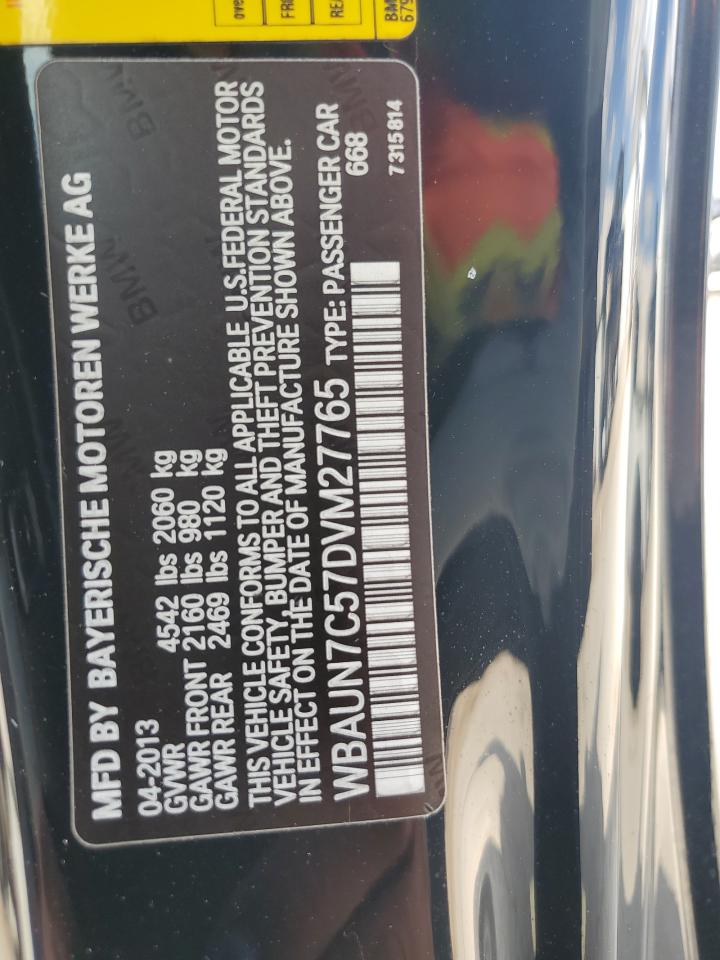 MFD BY BAYERISCHE MOTOREN WERKE AG
04-2013
GVWR 4542 lbs 2060 kg
GAWR FRONT 2160 lbs 980 kg
GAWR REAR 2469 lbs 1120 kg
THIS VEHICLE CONFORMS TO ALL APPLICABLE U.S.FEDERAL MOTOR
VEHICLE SAFETY, BUMPER AND THEFT PREVENTION STANDARDS
IN EFFECT ON THE DATE OF MANUFACTURE SHOWN ABOVE.
WBAUN7C57DVM27765 TYPE: PASSENGER CAR
668
7315814
BMW
BMW